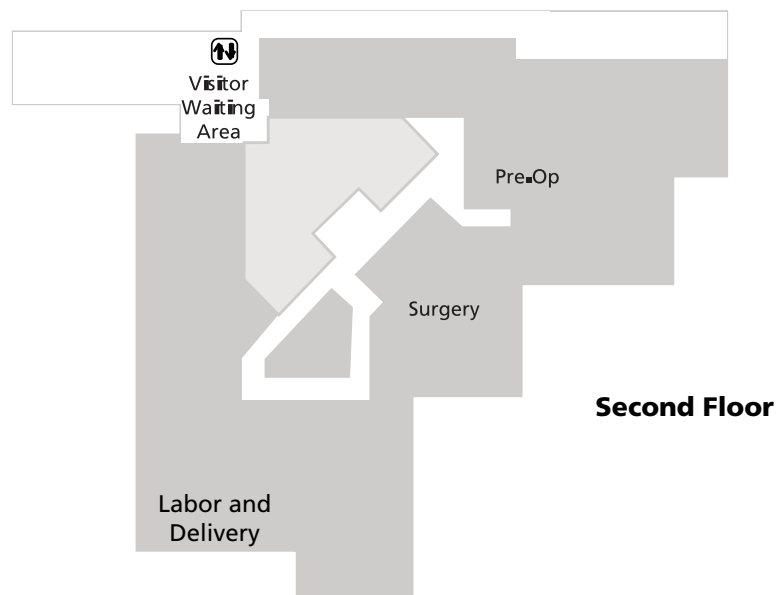 Visitor
Waiting
Area
Pre-Op
Surgery
Second Floor
Labor and
Delivery